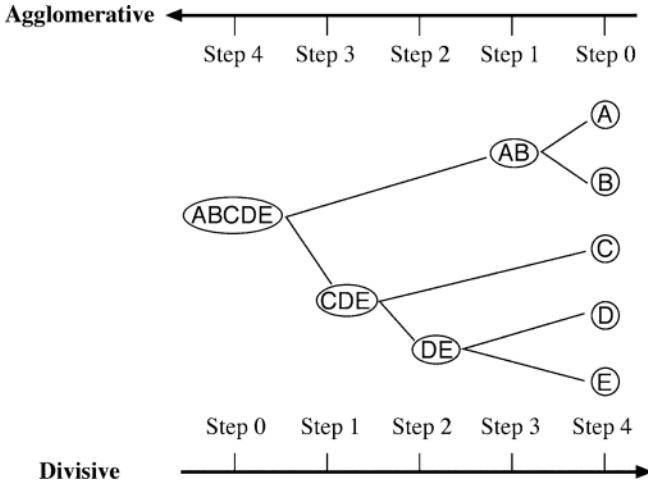 Agglomerative
Step 4 Step 3 Step 2 Step 1 Step 0
A
AB
B
ABCDE
C
CDE
D
DE
E
Step 0 Step 1 Step 2 Step 3 Step 4
Divisive